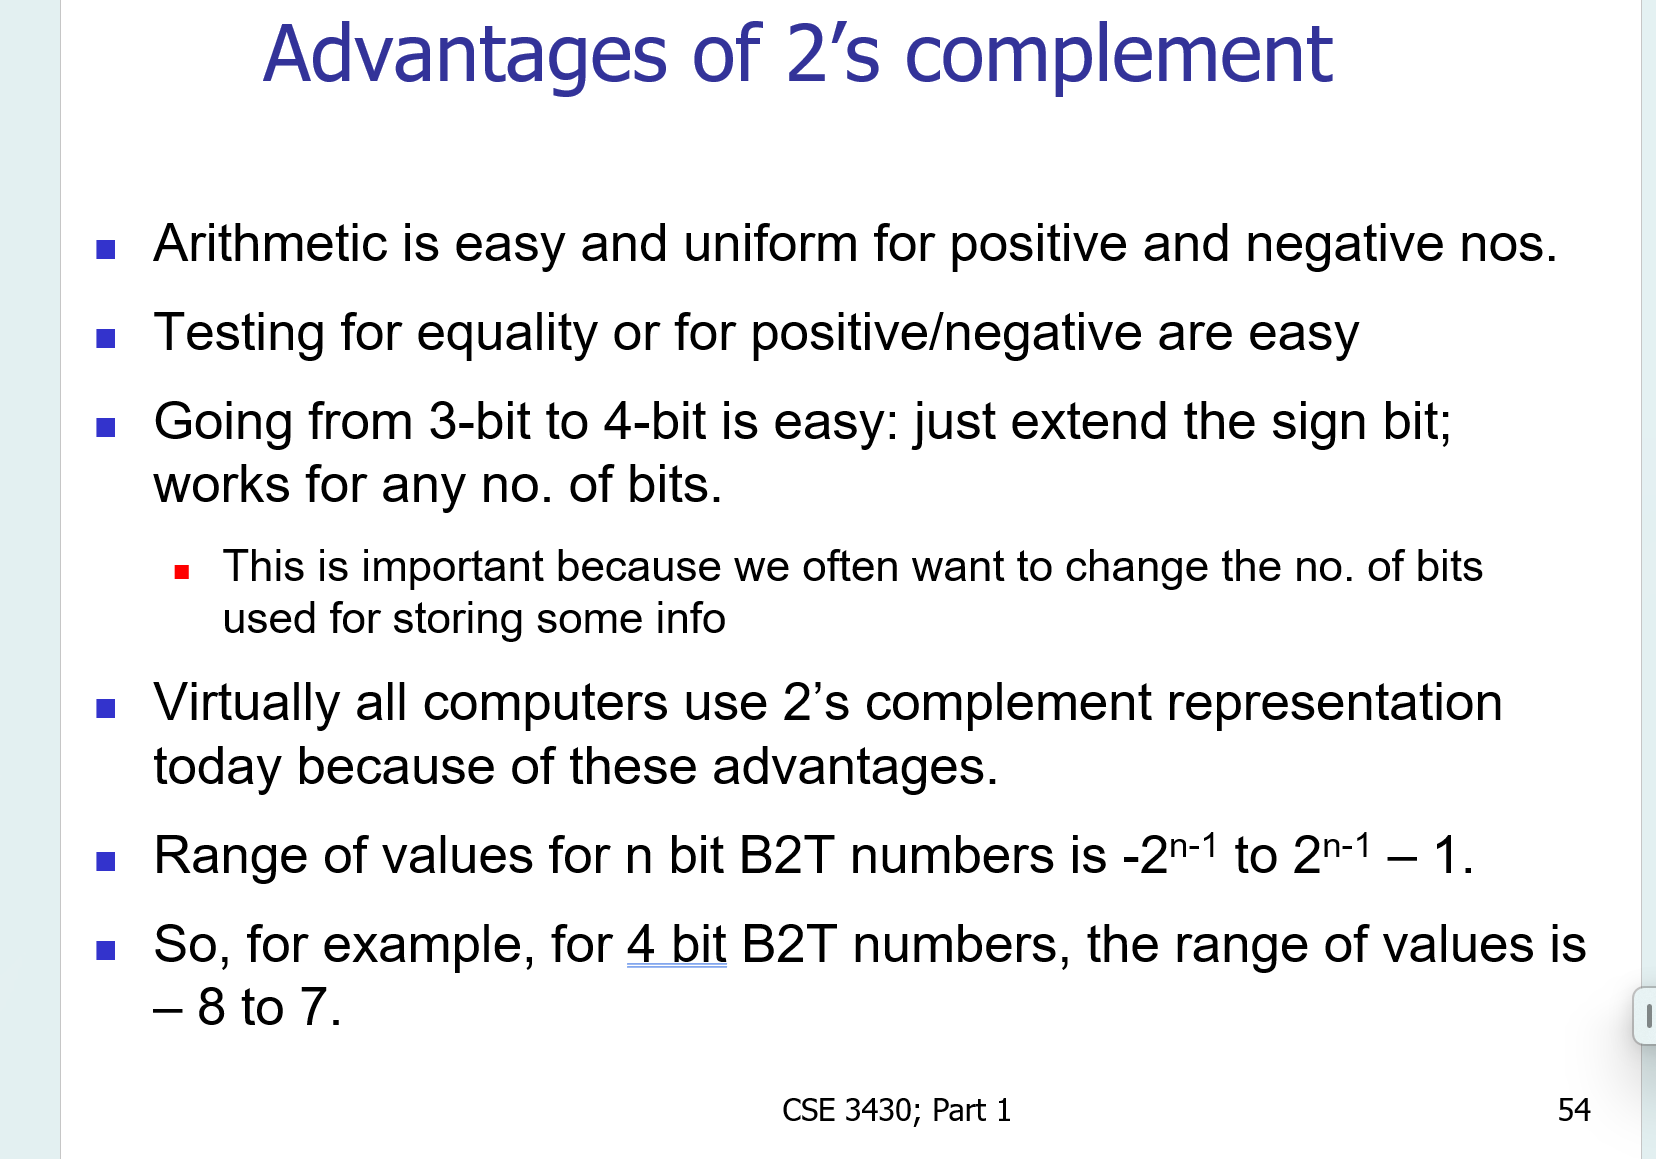 Advantages of 2’s complement
Arithmetic is easy and uniform for positive and negative nos.
Testing for equality or for positive/negative are easy
Going from 3-bit to 4-bit is easy: just extend the sign bit;
works for any no. of bits.
This is important because we often want to change the no. of bits
used for storing some info
Virtually all computers use 2’s complement representation
today because of these advantages.
Range of values for n bit B2T numbers is -2ⁿ⁻¹ to 2ⁿ⁻¹ – 1.
So, for example, for 4 bit B2T numbers, the range of values is
– 8 to 7.
CSE 3430; Part 1
54